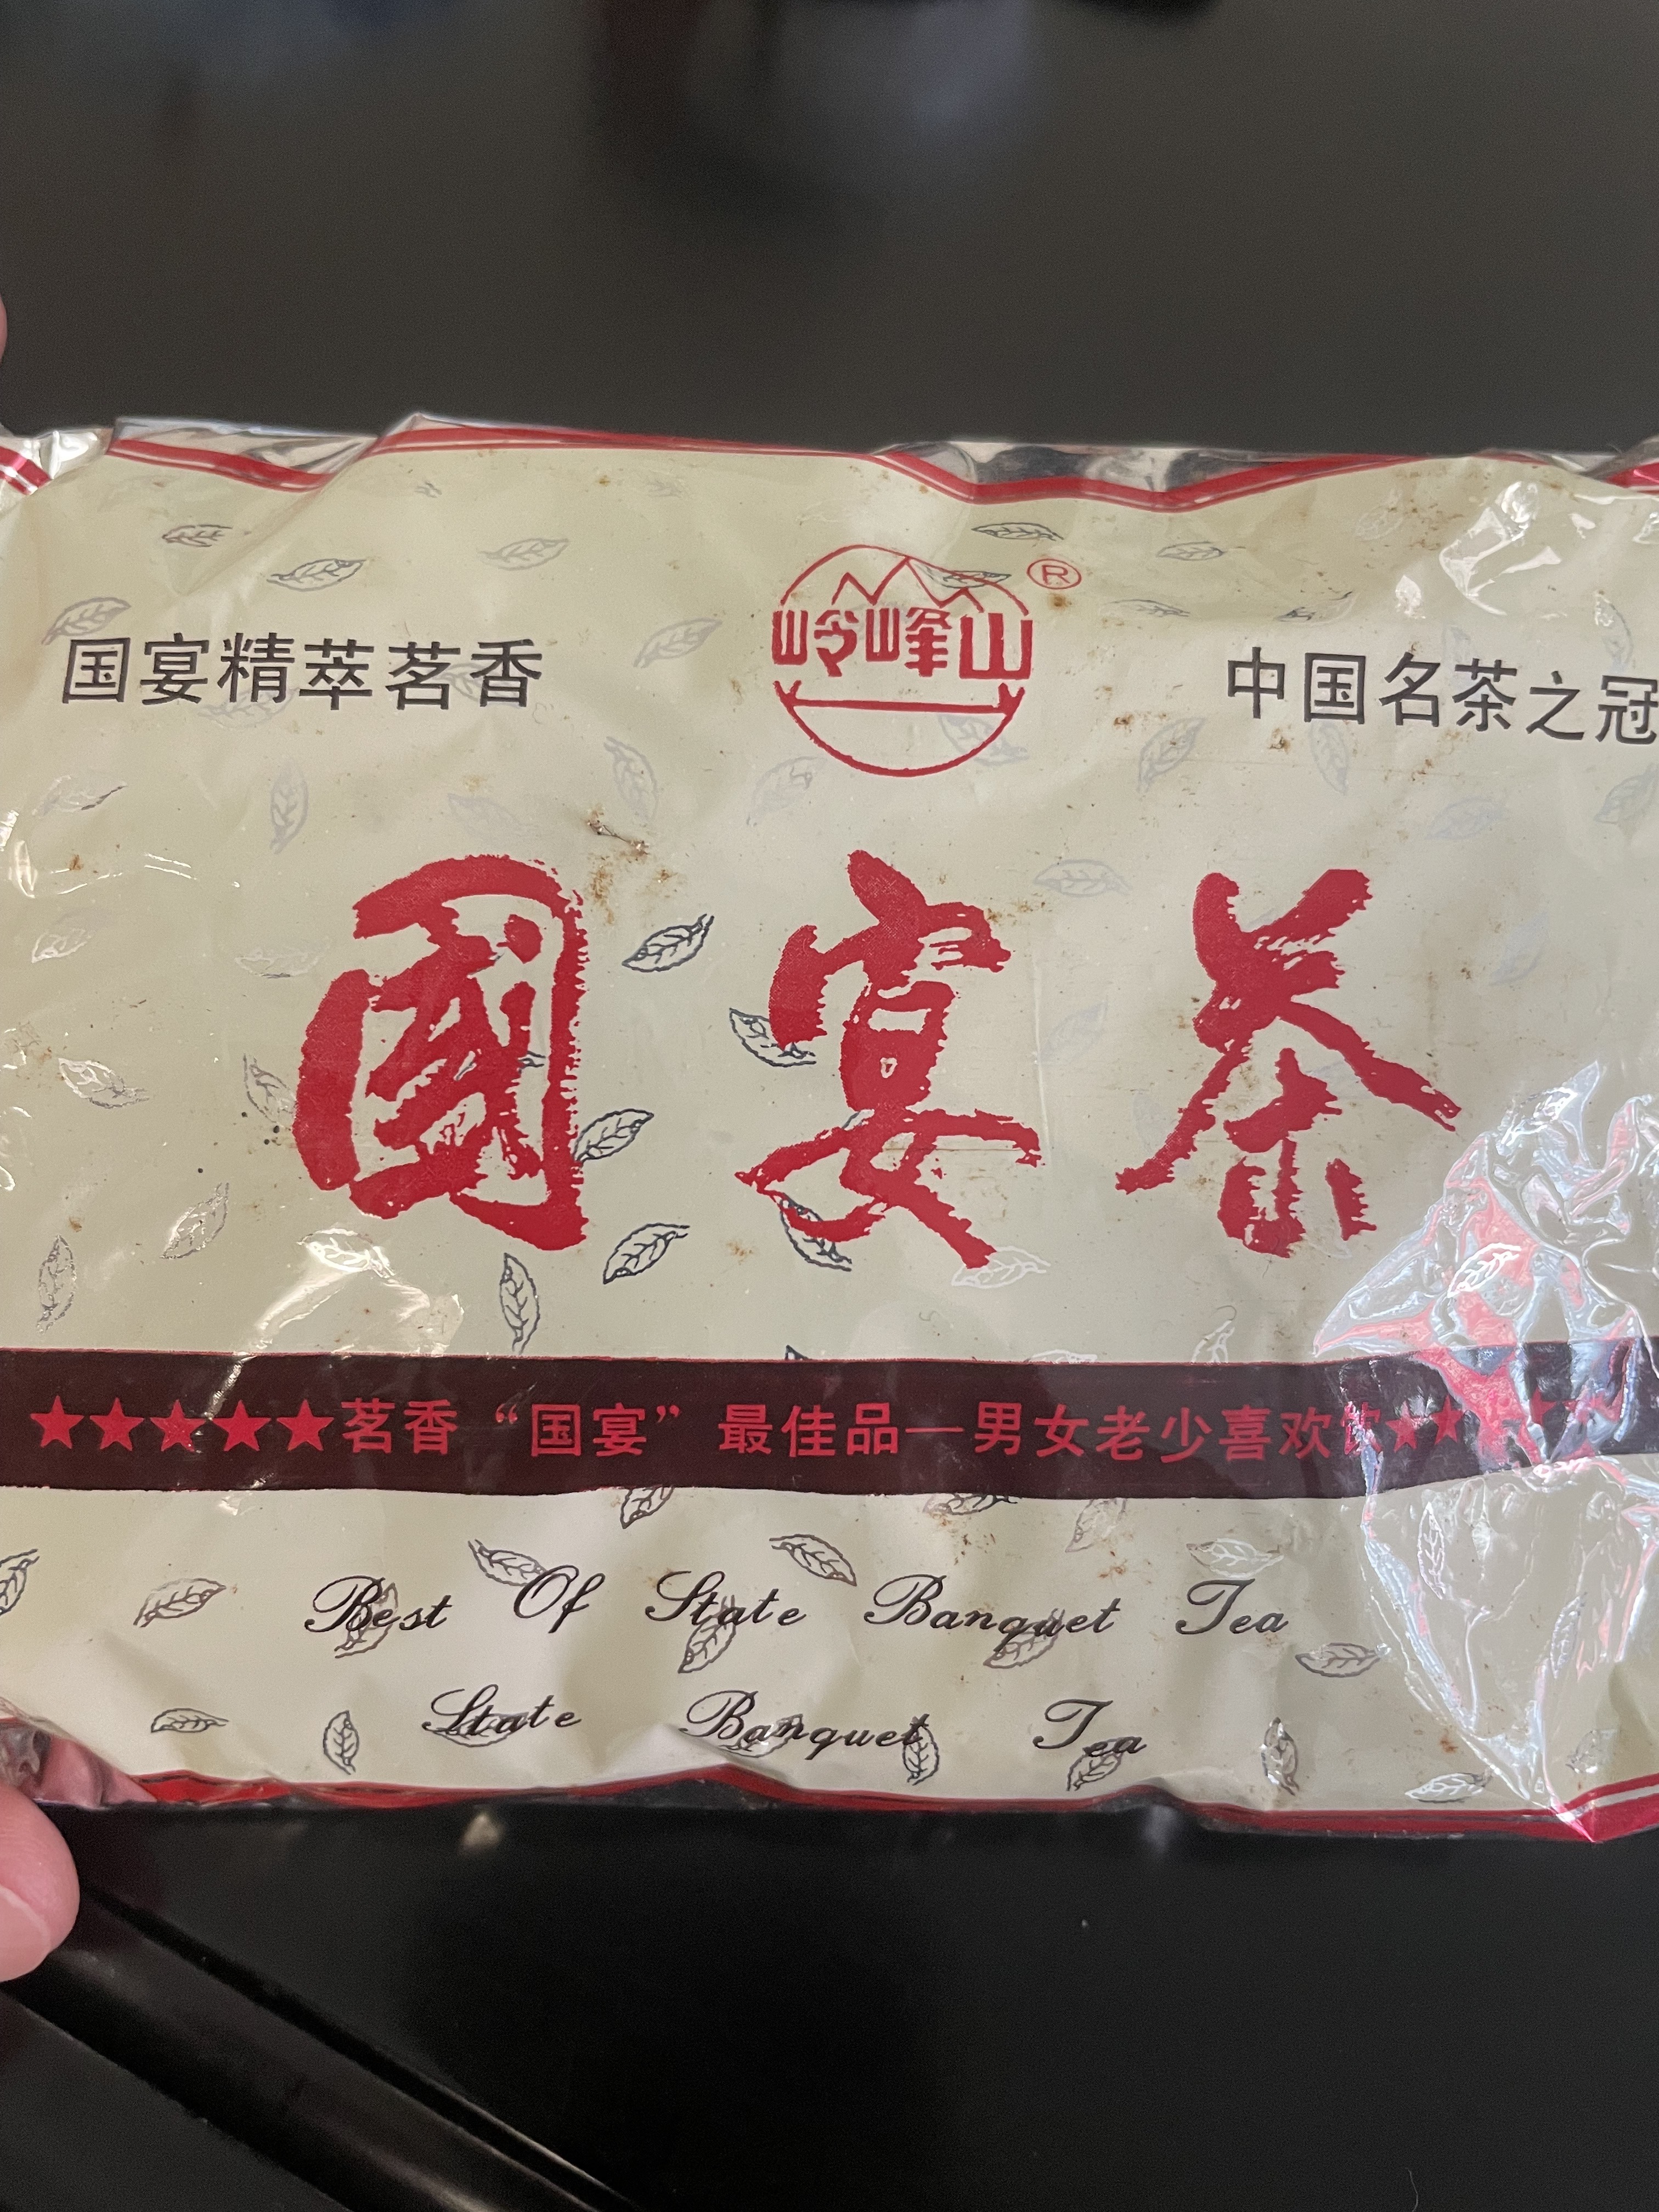 岭峰山®
国宴精萃茗香
中国名茶之冠
國宴茶
★★★★★茗香“国宴”最佳品—男女老少喜欢饮★★★★★
Best Of State Banquet Tea
State Banquet Tea